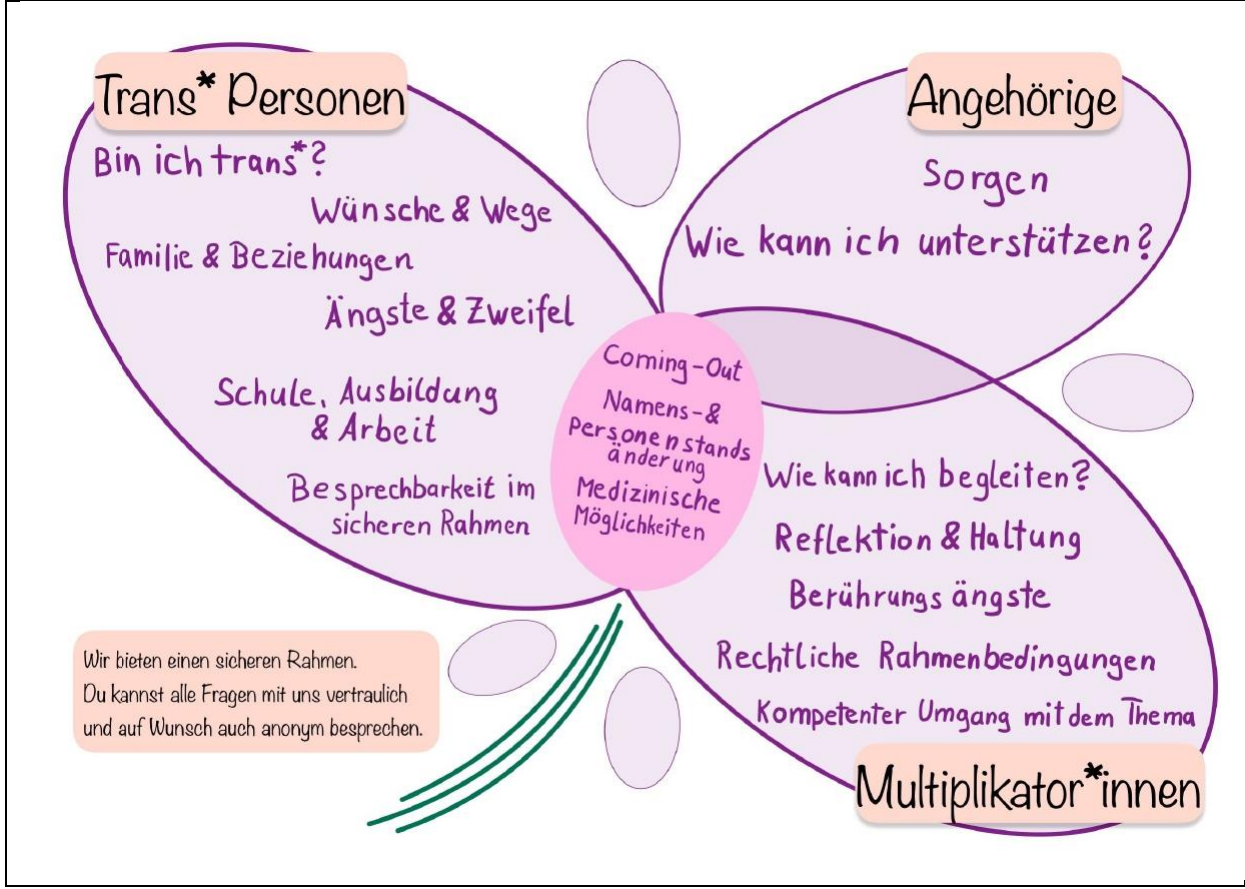 Trans* Personen
Bin ich trans*?
Wünsche & Wege
Familie & Beziehungen
Ängste & Zweifel
Schule, Ausbildung
& Arbeit
Besprechbarkeit im
sicheren Rahmen
Angehörige
Sorgen
Wie kann ich unterstützen?
Coming-Out
Namens-&
Personenstands
änderung
Medizinische
Möglichkeiten
Wie kann ich begleiten?
Reflektion & Haltung
Berührungs ängste
Rechtliche Rahmenbedingungen
Kompetenter Umgang mit dem Thema
Multiplikator*innen
Wir bieten einen sicheren Rahmen.
Du kannst alle Fragen mit uns vertraulich
und auf Wunsch auch anonym besprechen.